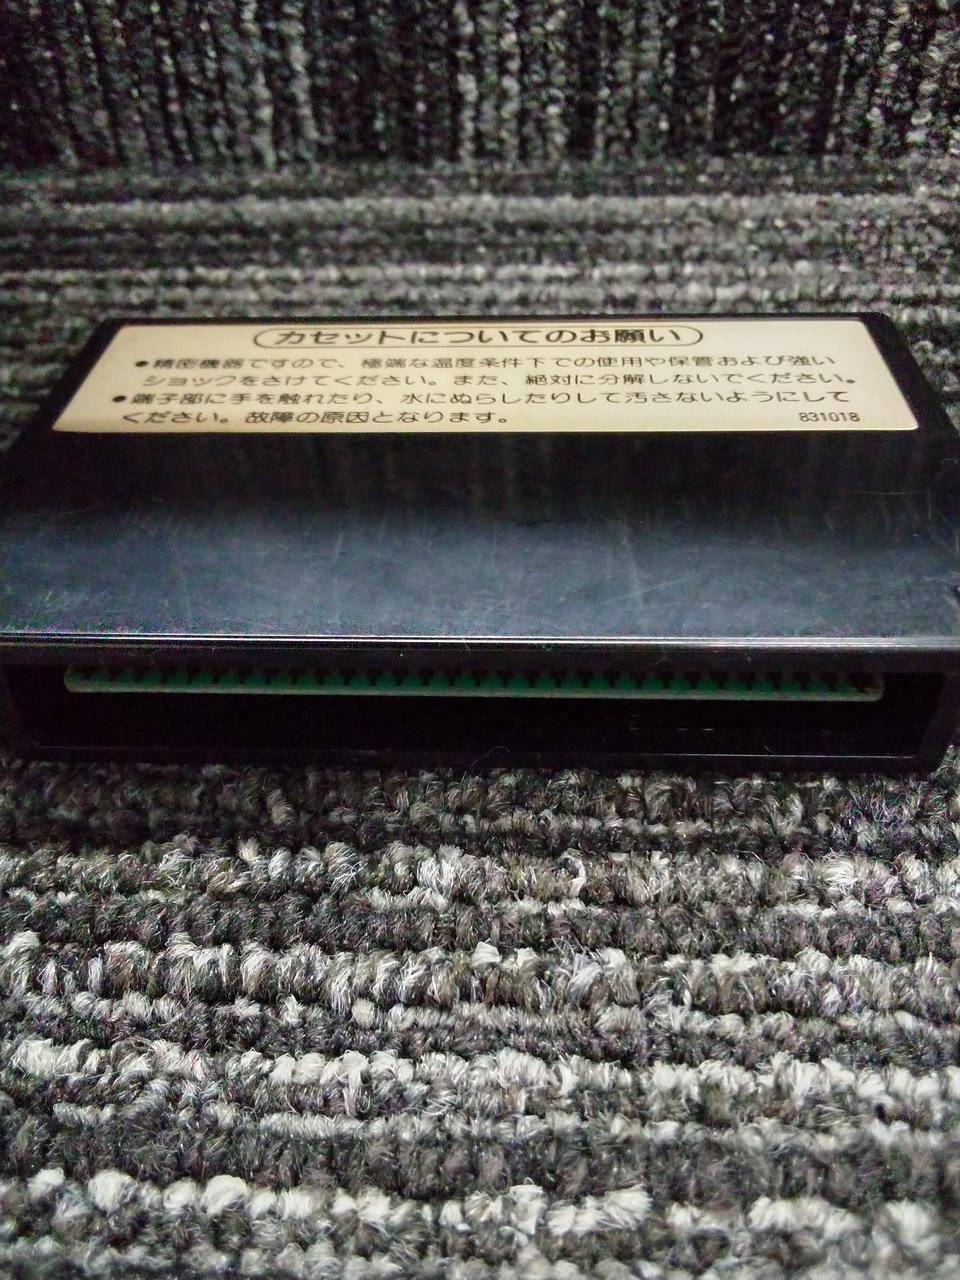 カセットについてのお願い
●精密機器ですので、極端な温度条件下での使用や保管および強い
ショックをさけてください。また、絶対に分解しないでください。
●端子部に手を触れたり、水にぬらしたりして汚さないようにして
ください。故障の原因となります。
831018